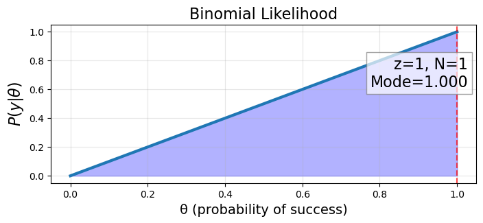 Binomial Likelihood
P(y|θ)
1.0
0.8
0.6
0.4
0.2
0.0
z=1, N=1
Mode=1.000
0.0 0.2 0.4 0.6 0.8 1.0
θ (probability of success)